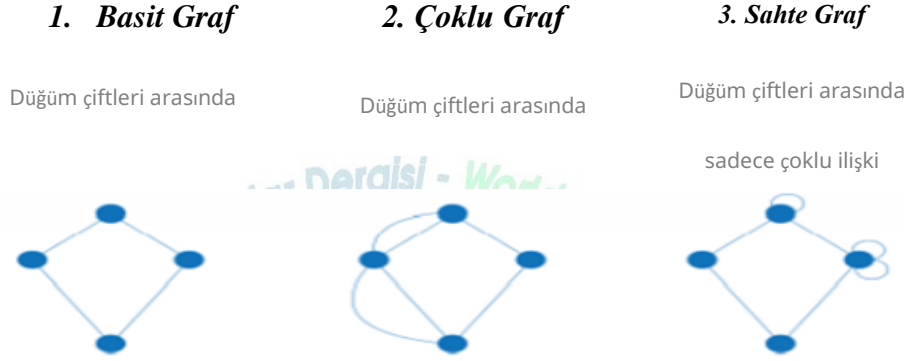 1. Basit Graf
2. Çoklu Graf
3. Sahte Graf
Düğüm çiftleri arasında
Düğüm çiftleri arasında
Düğüm çiftleri arasında
sadece çoklu ilişki
Dergisi -